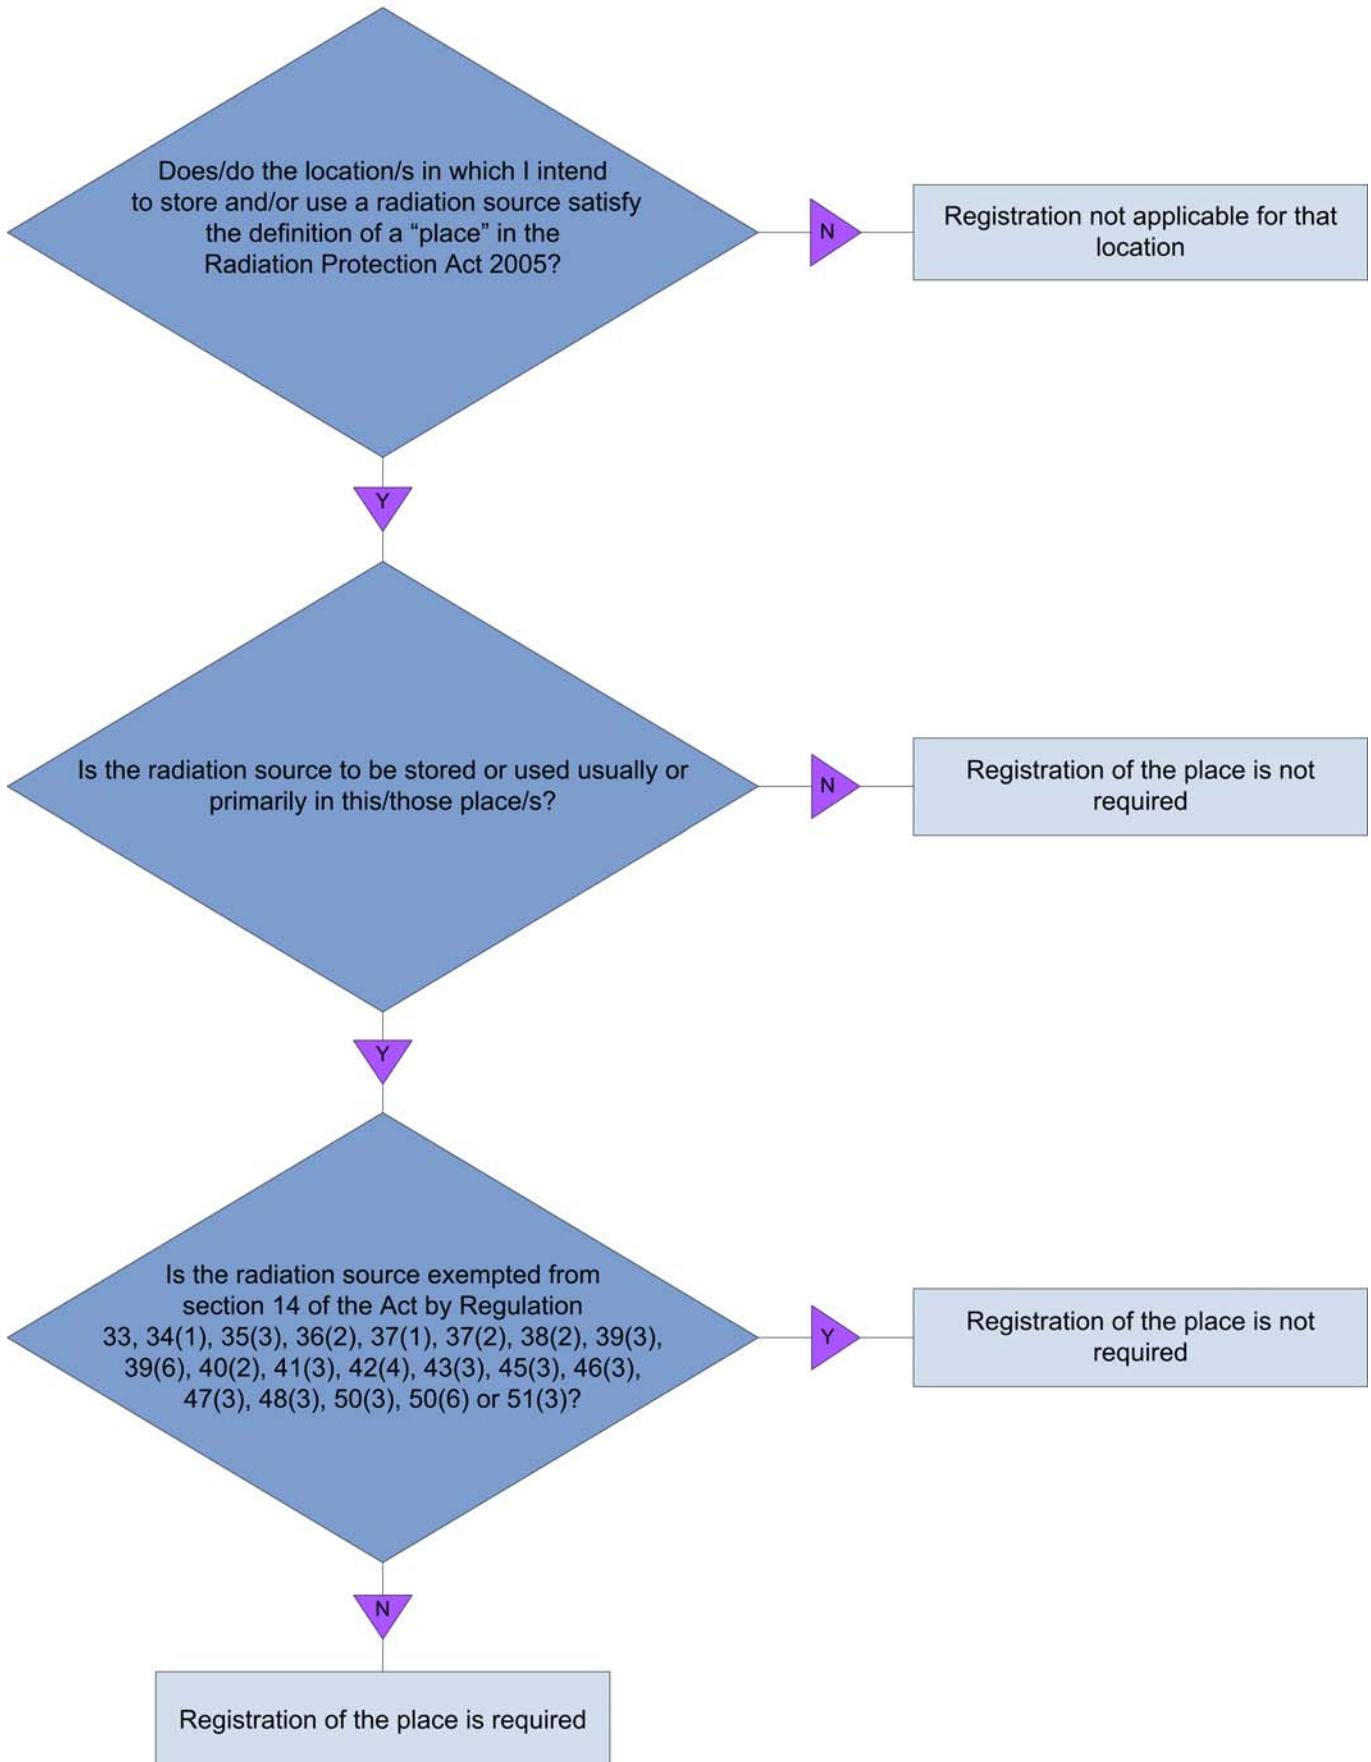 Does/do the location/s in which I intend
to store and/or use a radiation source satisfy
the definition of a “place” in the
Radiation Protection Act 2005?
N
Registration not applicable for that
location
Y
Is the radiation source to be stored or used usually or
primarily in this/those place/s?
N
Registration of the place is not
required
Y
Is the radiation source exempted from
section 14 of the Act by Regulation
33, 34(1), 35(3), 36(2), 37(1), 37(2), 38(2), 39(3),
39(6), 40(2), 41(3), 42(4), 43(3), 45(3), 46(3),
47(3), 48(3), 50(3), 50(6) or 51(3)?
Y
Registration of the place is not
required
N
Registration of the place is required